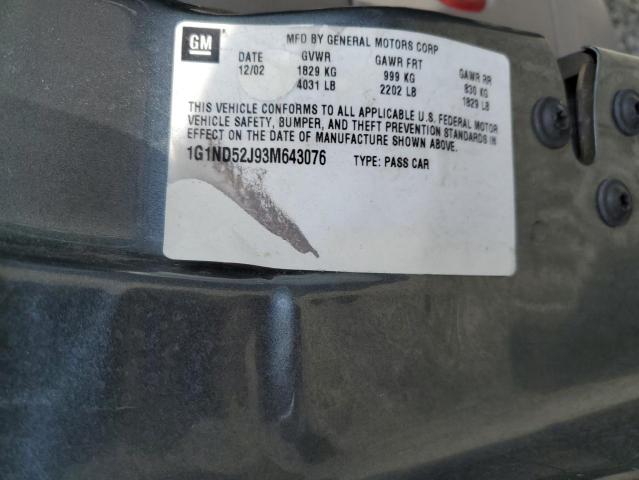 GM
MFD BY GENERAL MOTORS CORP
DATE GVWR GAWR FRT GAWR RR
12/02 1829 KG 999 KG 830 KG
4031 LB 2202 LB 1829 LB
THIS VEHICLE CONFORMS TO ALL APPLICABLE U.S. FEDERAL MOTOR
VEHICLE SAFETY, BUMPER, AND THEFT PREVENTION STANDARDS IN
EFFECT ON THE DATE OF MANUFACTURE SHOWN ABOVE.
1G1ND52J93M643076 TYPE: PASS CAR